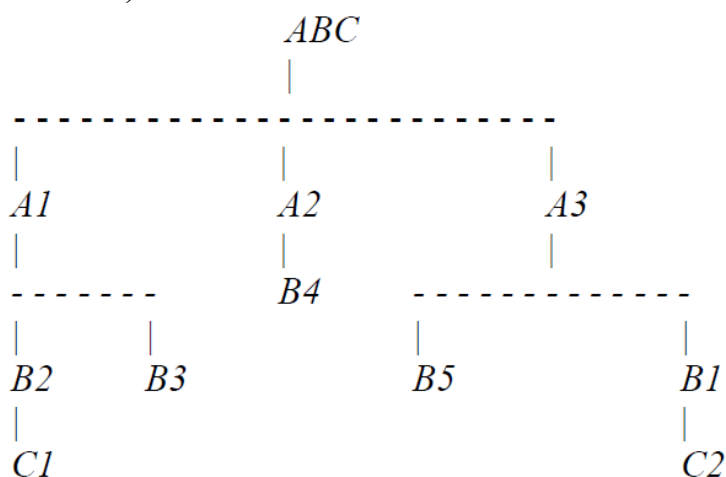 ABC
|
- - - - - - - - - - - - - - - - - - - - - - - - -
| | |
A1 A2 A3
| | |
- - - - - - - B4 - - - - - - - - - - - - -
| | | |
B2 B3 B5 B1
| |
C1 C2